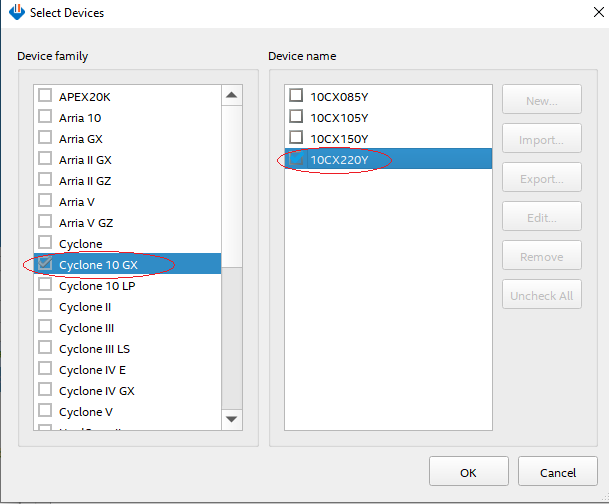 Select Devices
Device family
APEX20K
Arria 10
Arria GX
Arria II GX
Arria II GZ
Arria V
Arria V GZ
Cyclone
Cyclone 10 GX
Cyclone 10 LP
Cyclone II
Cyclone III
Cyclone III LS
Cyclone IV E
Cyclone IV GX
Cyclone V
Device name
10CX085Y
10CX105Y
10CX150Y
10CX220Y
New...
Import...
Export...
Edit...
Remove
Uncheck All
OK
Cancel